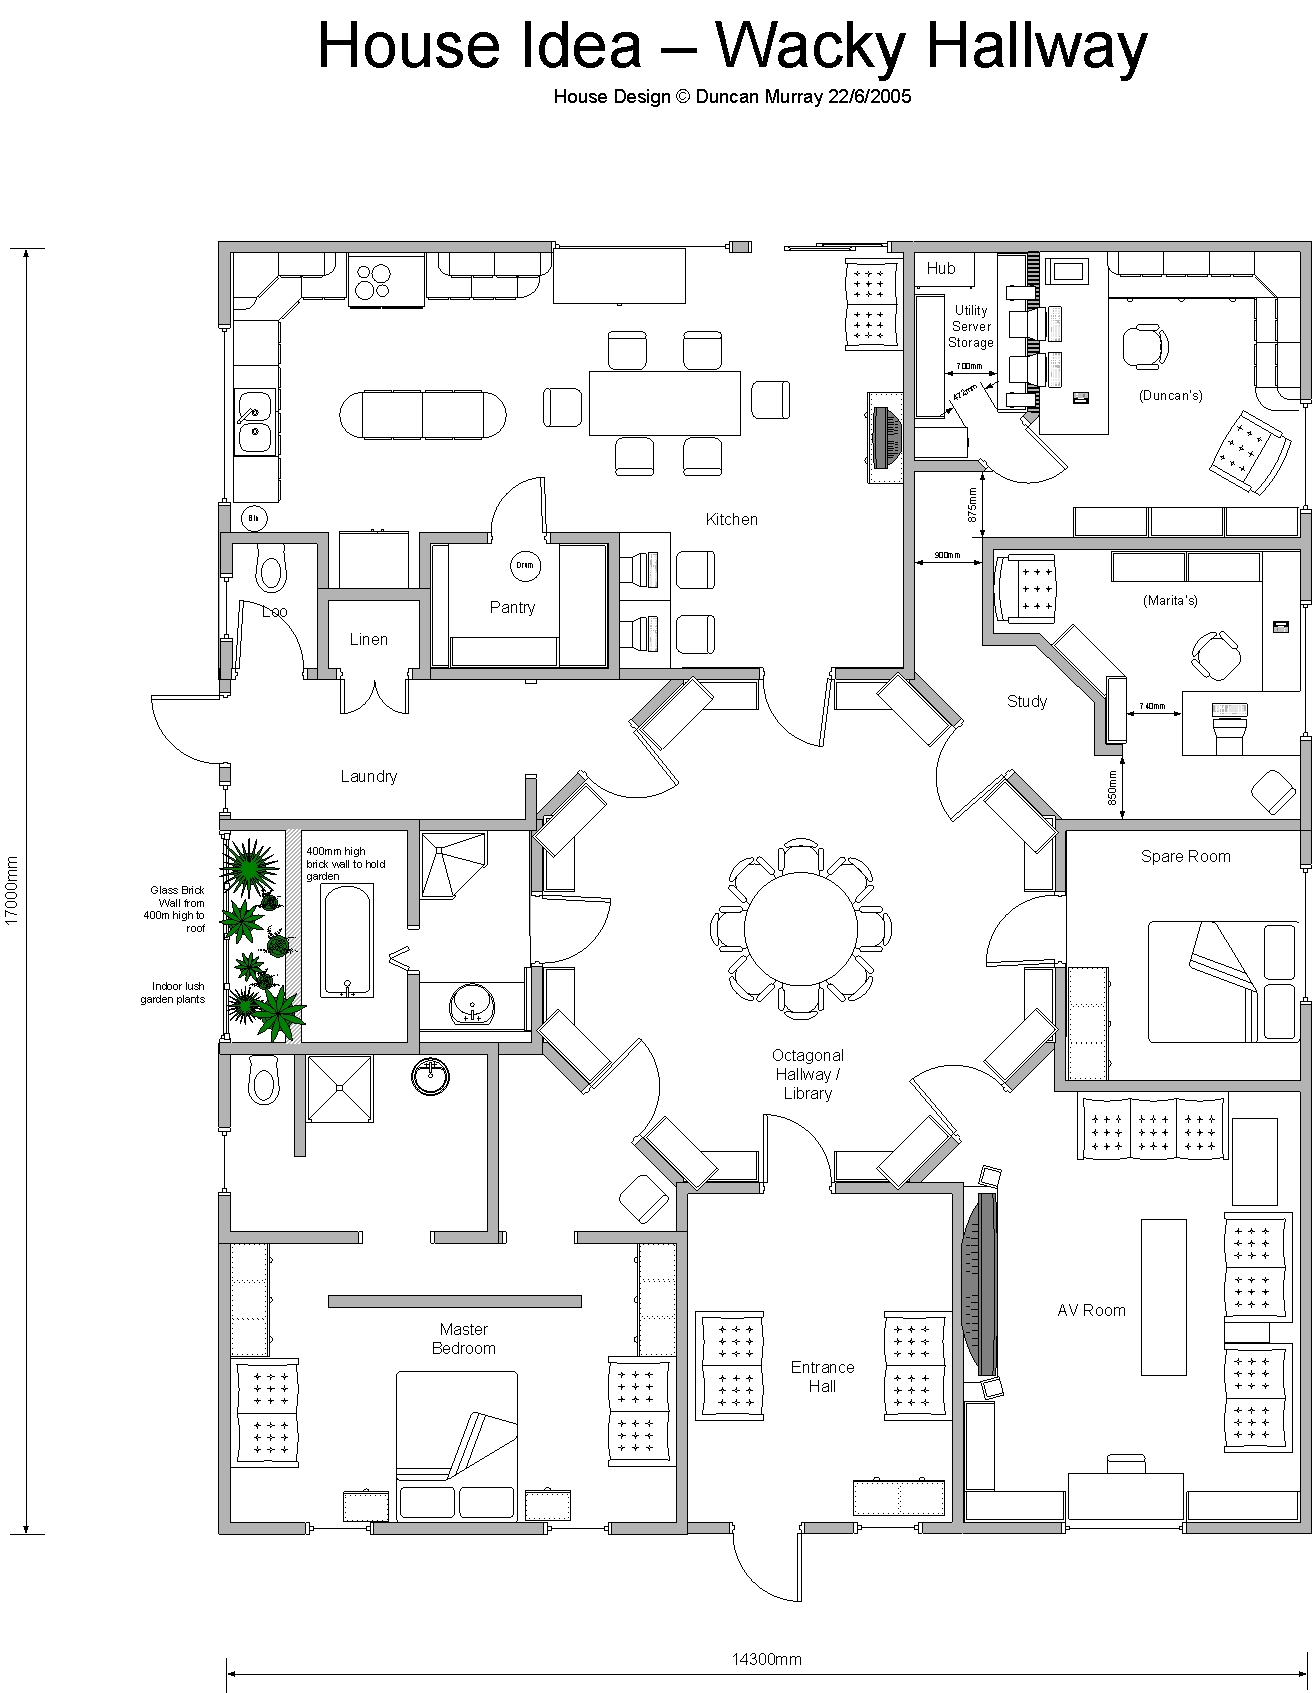 House Idea – Wacky Hallway
House Design © Duncan Murray 22/6/2005
Hub
Utility
Server
Storage
700mm
472mm
(Duncan's)
Bin
Kitchen
875mm
900mm
Drum
Pantry
Loo
Linen
(Marita's)
Study
740mm
Laundry
850mm
400mm high
brick wall to hold
garden
Spare Room
Glass Brick
Wall from
400m high to
roof
17000mm
Indoor lush
garden plants
Octagonal
Hallway /
Library
AV Room
Master
Bedroom
Entrance
Hall
14300mm